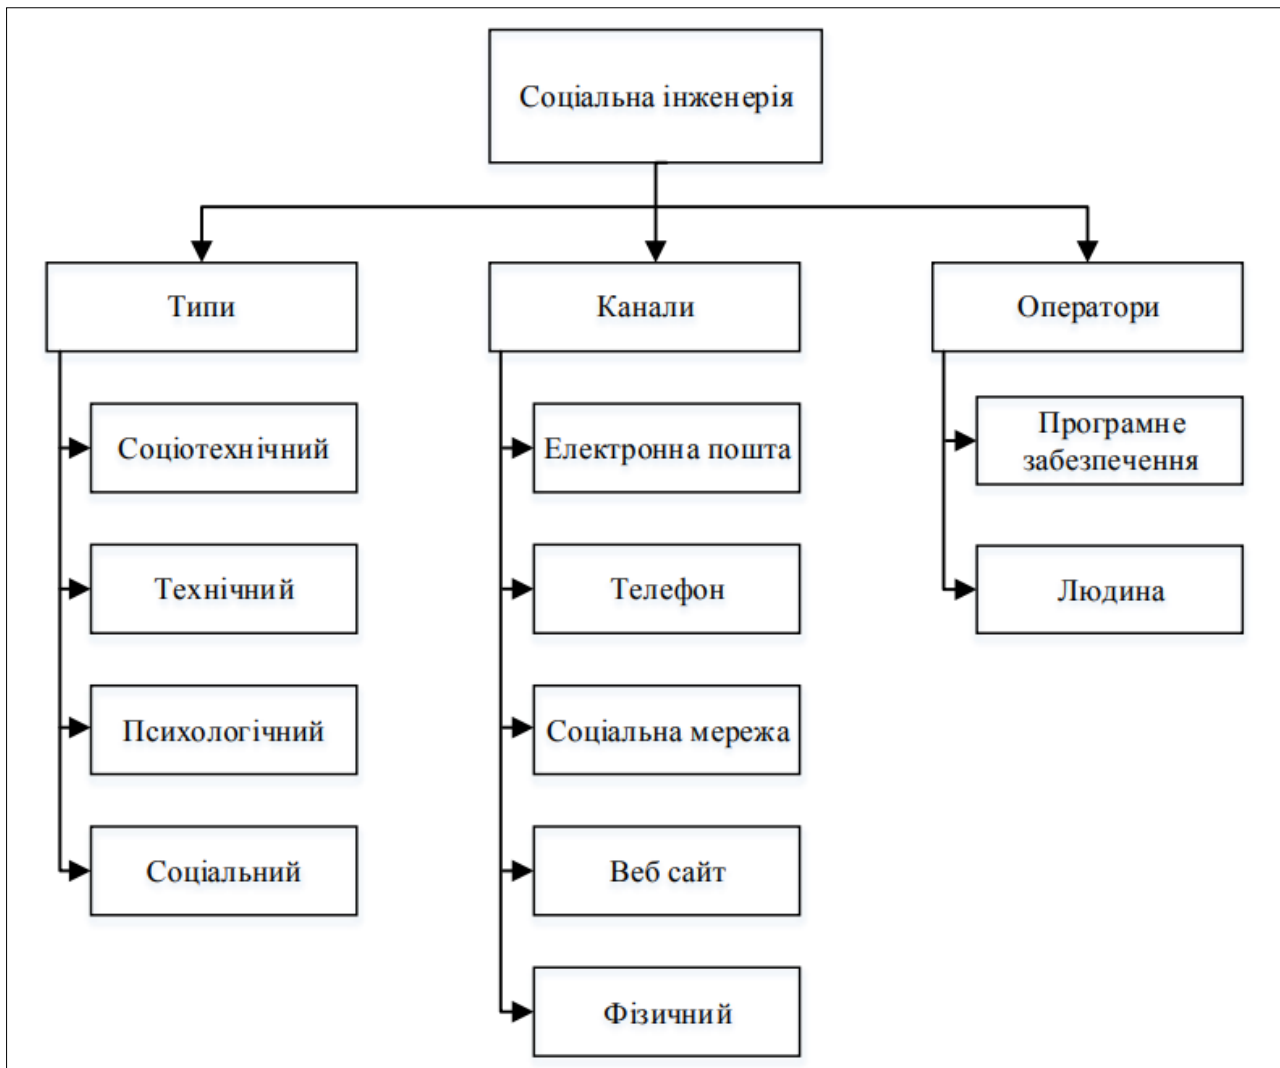 Соціальна інженерія
Типи
Канали
Оператори
Соціотехнічний
Технічний
Психологічний
Соціальний
Електронна пошта
Телефон
Соціальна мережа
Веб сайт
Фізичний
Програмне
забезпечення
Людина